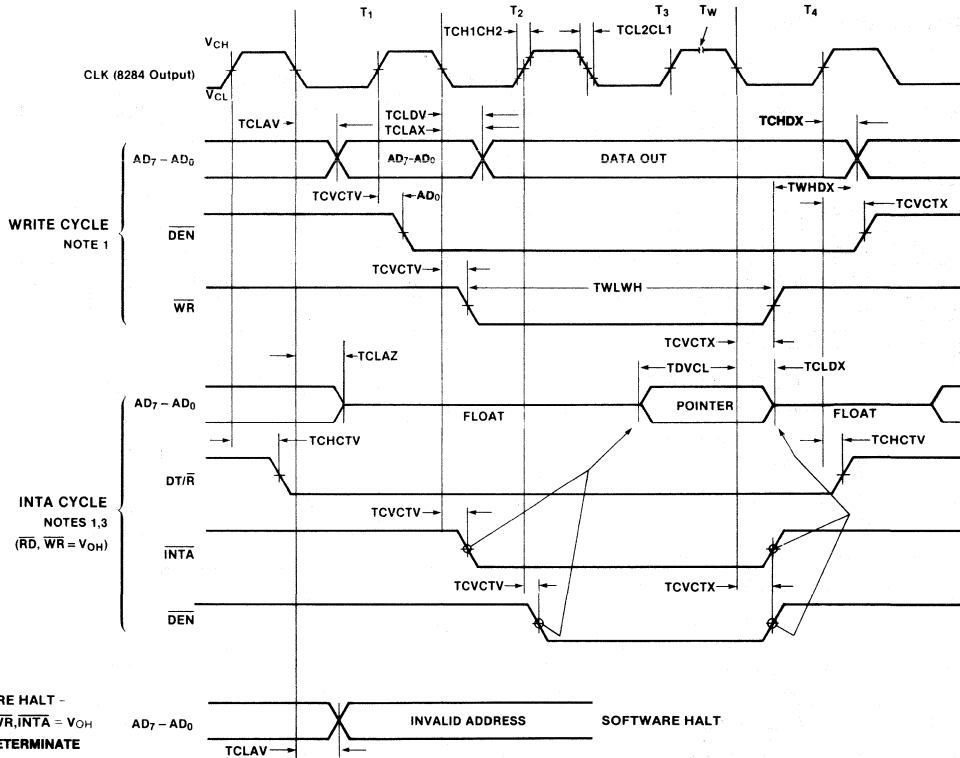 T1 T2 T3 TW T4
TCH1CH2 TCL2CL1
VCH
CLK (8284 Output)
VCL
TCLAV TCLDV TCHDX
TCLAX
AD7 – AD0 AD7-AD0 DATA OUT
TCVCTV AD0 TWHDX TCVCTX
WRITE CYCLE
NOTE 1
DEN
TCVCTV TWLWH
WR
TCVCTX
TCLAZ TDVCL TCLDX
AD7 – AD0 FLOAT POINTER FLOAT
TCHCTV TCHCTV
DT/R
INTA CYCLE
NOTES 1,3
(RD, WR = VOH)
TCVCTV
INTA
TCVCTV TCVCTX
DEN
RE HALT –
VR,INTA = VOH
ETERMINATE
AD7 – AD0 INVALID ADDRESS SOFTWARE HALT
TCLAV